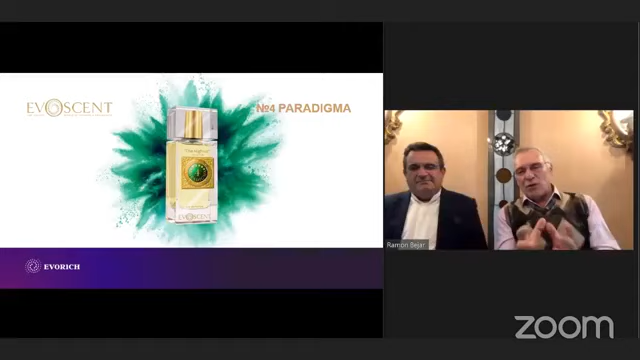 EVOSCENT
№4 PARADIGMA
EVOSCENT
EVORICH
Ramon Bejar
zoom